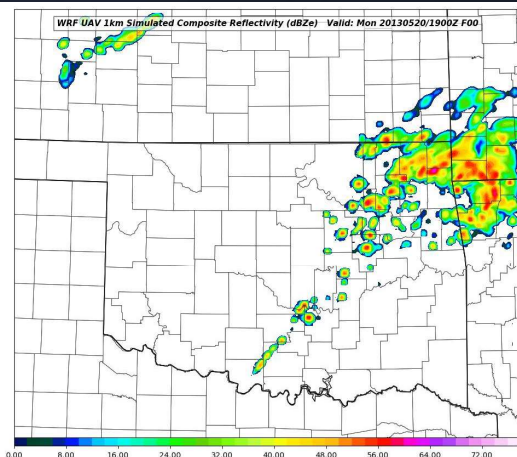 WRF UAV 1km Simulated Composite Reflectivity (dBZe) Valid: Mon 20130520/1900Z F00
0.00 8.00 16.00 24.00 32.00 40.00 48.00 56.00 64.00 72.00